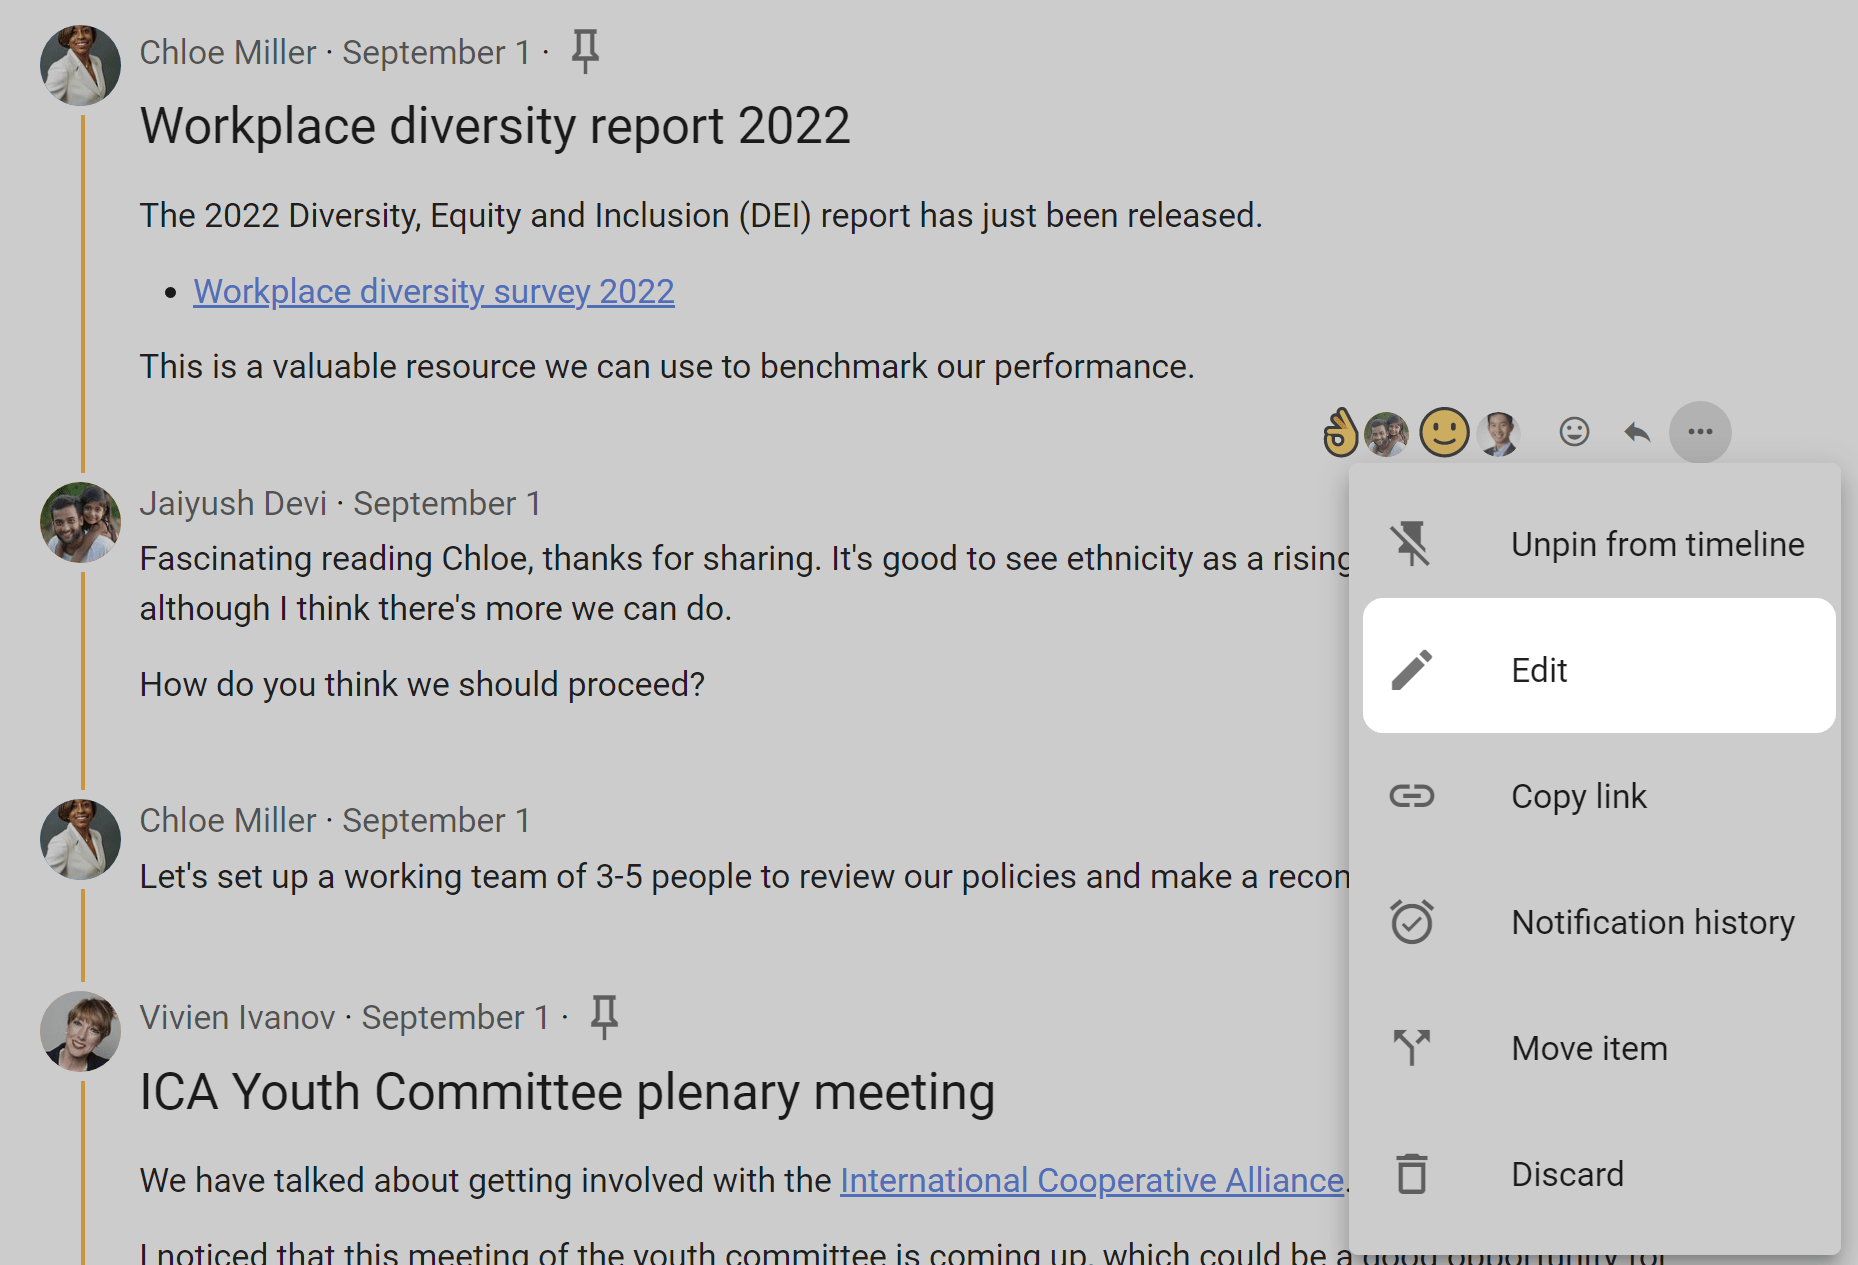 Chloe Miller · September 1 ·
Workplace diversity report 2022
The 2022 Diversity, Equity and Inclusion (DEI) report has just been released.
• Workplace diversity survey 2022
This is a valuable resource we can use to benchmark our performance.
Jaiyush Devi · September 1
Fascinating reading Chloe, thanks for sharing. It's good to see ethnicity as a rising
although I think there's more we can do.
How do you think we should proceed?
Chloe Miller · September 1
Let's set up a working team of 3-5 people to review our policies and make a recon
Vivien Ivanov · September 1 ·
ICA Youth Committee plenary meeting
We have talked about getting involved with the International Cooperative Alliance.
I noticed that this meeting of the youth committee is coming up, which could be a good opportunity for
Unpin from timeline
Edit
Copy link
Notification history
Move item
Discard